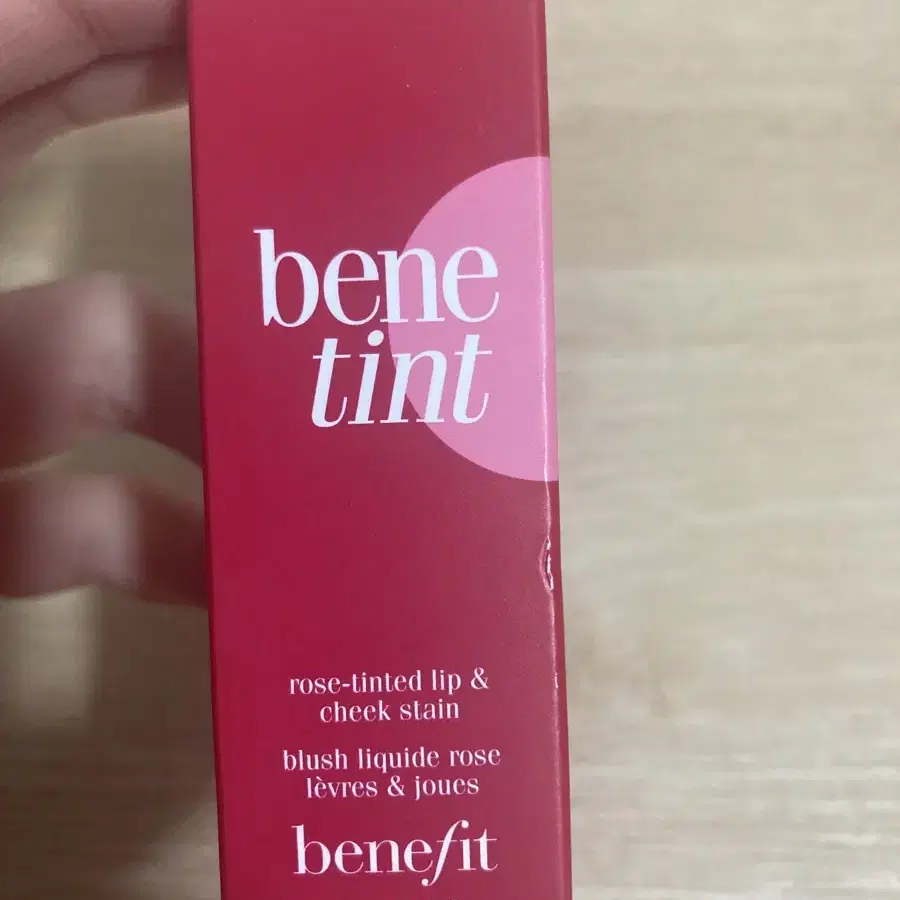 bene
tint
rose-tinted lip &
cheek stain
blush liquide rose
lèvres & joues
benefit